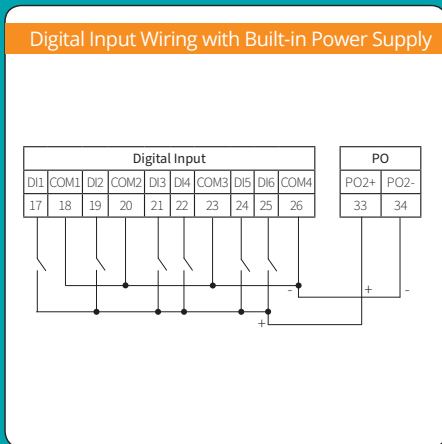 Digital Input Wiring with Built-in Power Supply
Digital Input PO
DI1 COM1 DI2 COM2 DI3 DI4 COM3 DI5 DI6 COM4 PO2+ PO2-
17 18 19 20 21 22 23 24 25 26 33 34
- + -
+